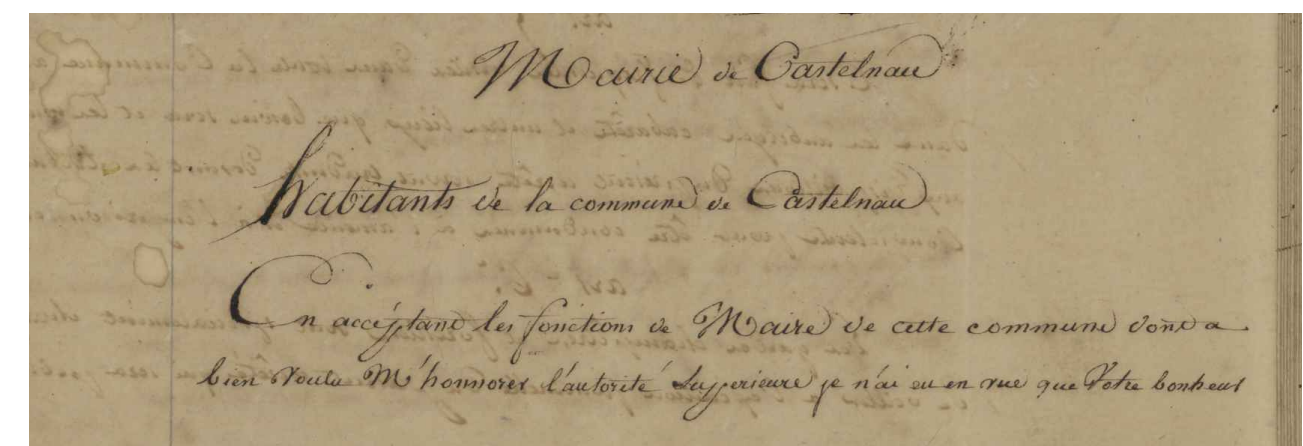 Mairie de Castelnau
habitants de la commune de Castelnau
En acceptant les fonctions de Maire de cette commune dont a
bien voulu M'honnorer l'autorité Superieure je n'ai eu en vue que Votre bonheur